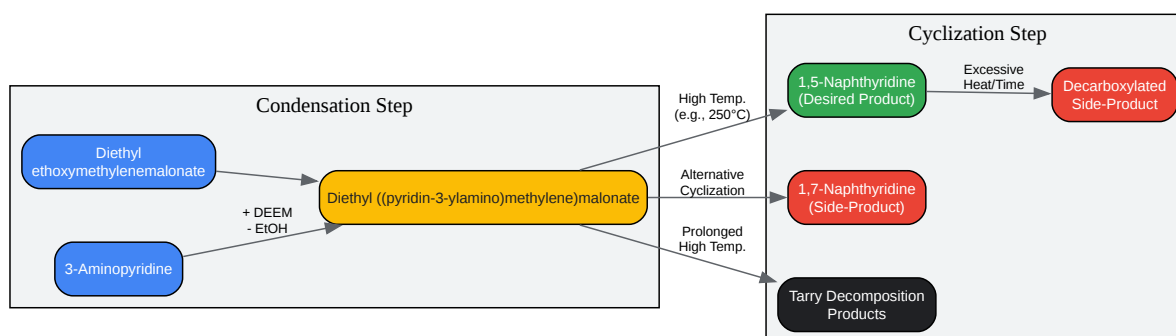 Cyclization Step
Condensation Step
Diethyl
ethoxymethylenemalonate
3-Aminopyridine
+ DEEM
- EtOH
Diethyl ((pyridin-3-ylamino)methylene)malonate
High Temp.
(e.g., 250°C)
Alternative
Cyclization
Prolonged
High Temp.
1,5-Naphthyridine
(Desired Product)
Excessive
Heat/Time
Decarboxylated
Side-Product
1,7-Naphthyridine
(Side-Product)
Tarry Decomposition
Products